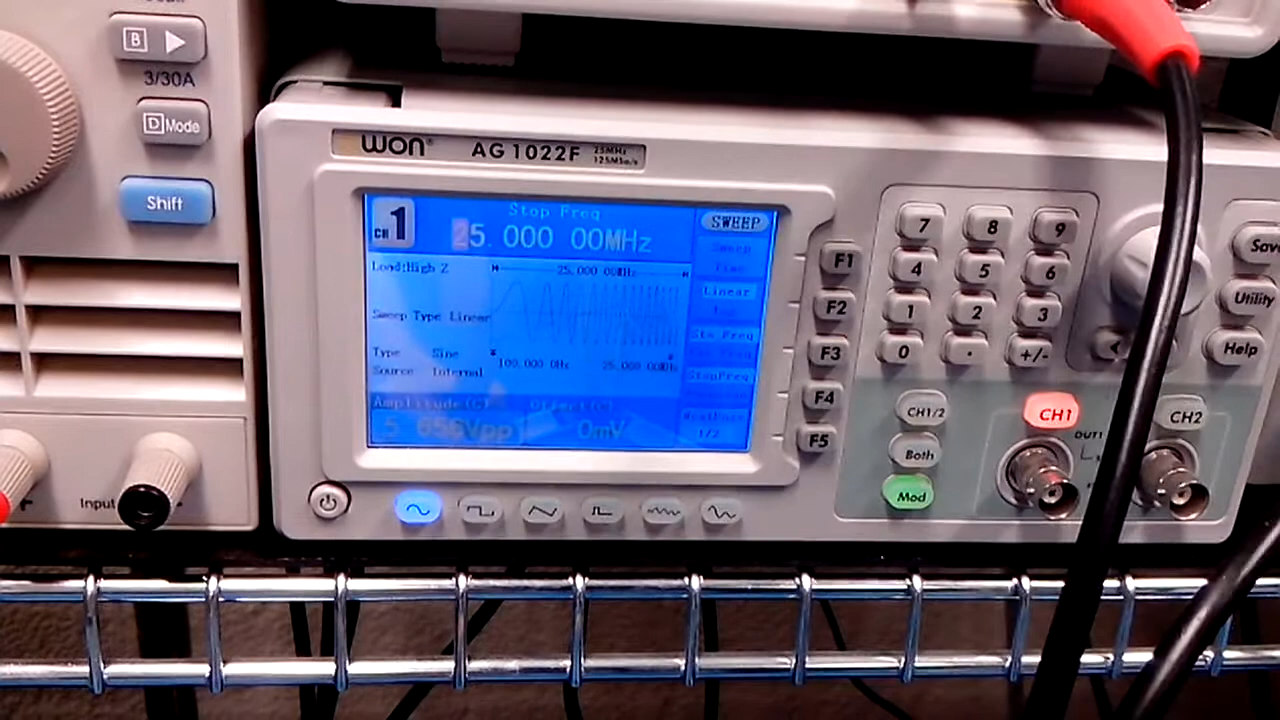 B
3/30A
D Mode
Shift
Input
+
-
won®
AG 1022F
25MHz
125MSa/s
CH 1
Stop Freq
25.000 00MHz
SWEEP
Load:High Z
25.000 00MHz
Sweep
Time
Linear
Sweep Type Linear
Type Sine
Source Internal
100.000 0Hz
25.000 00MHz
StopFreq
1/2
Offset
0mV
F1
F2
F3
F4
F5
7 8 9
4 5 6
1 2 3
0 . +/-
<
Utility
Help
CH1/2
Both
Mod
CH1
CH2
OUT1